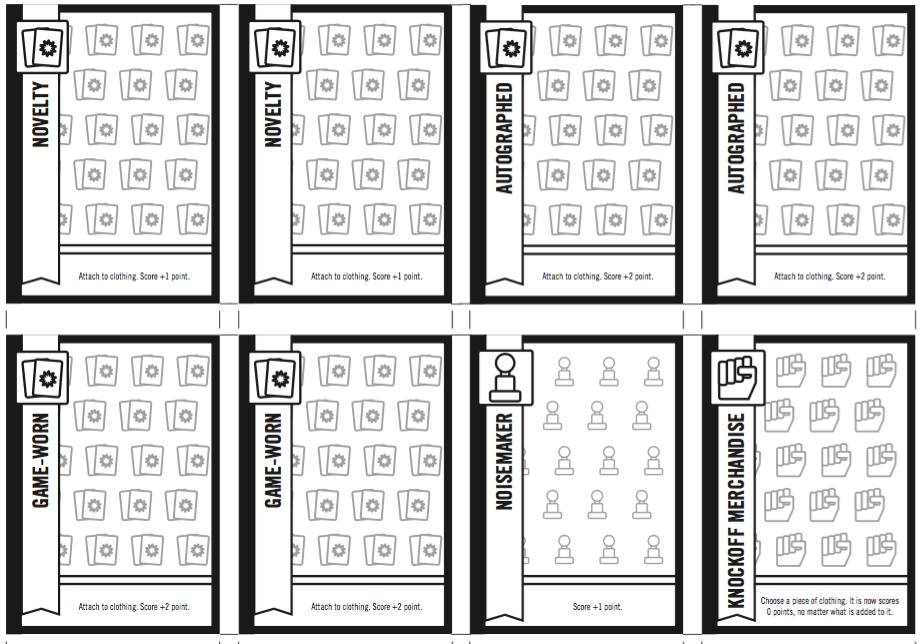 NOVELTY
Attach to clothing. Score +1 point.
NOVELTY
Attach to clothing. Score +1 point.
AUTOGRAPHED
Attach to clothing. Score +2 point.
AUTOGRAPHED
Attach to clothing. Score +2 point.
GAME-WORN
Attach to clothing. Score +2 point.
GAME-WORN
Attach to clothing. Score +2 point.
NOISEMAKER
Score +1 point.
KNOCKOFF MERCHANDISE
Choose a piece of clothing. It is now scores
0 points, no matter what is added to it.